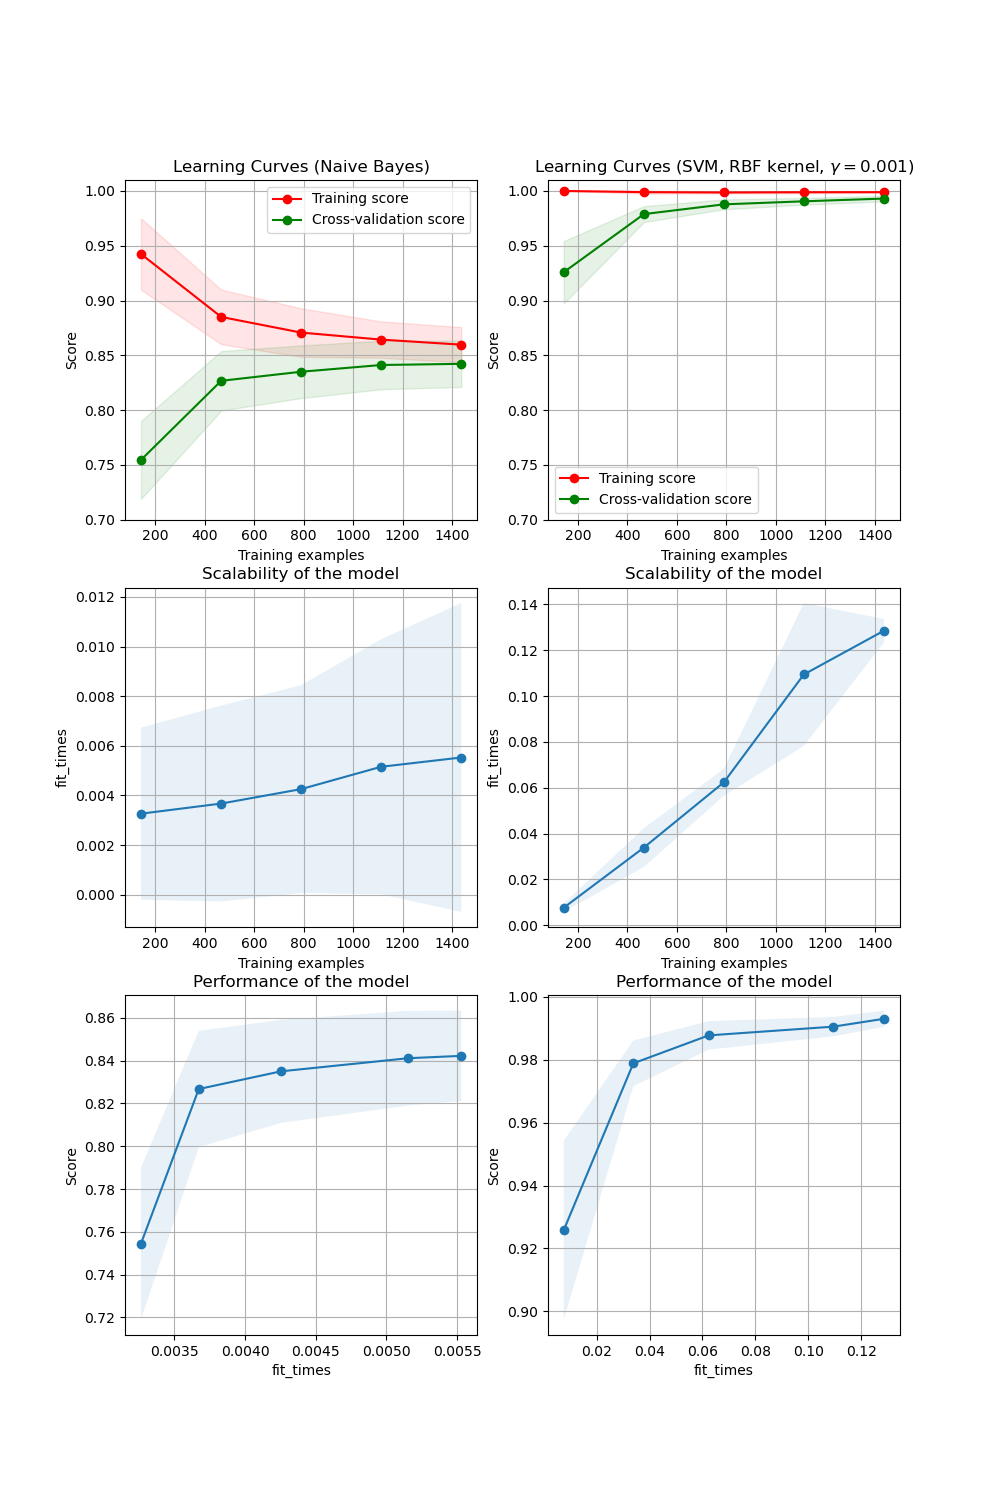 Learning Curves (Naive Bayes)
1.00
0.95
0.90
0.85
0.80
0.75
0.70
Score
Training score
Cross-validation score
200 400 600 800 1000 1200 1400
Training examples
Learning Curves (SVM, RBF kernel, γ = 0.001)
1.00
0.95
0.90
0.85
0.80
0.75
0.70
Score
Training score
Cross-validation score
200 400 600 800 1000 1200 1400
Training examples
Scalability of the model
0.012
0.010
0.008
0.006
0.004
0.002
0.000
fit_times
200 400 600 800 1000 1200 1400
Training examples
Scalability of the model
0.14
0.12
0.10
0.08
0.06
0.04
0.02
0.00
fit_times
200 400 600 800 1000 1200 1400
Training examples
Performance of the model
0.86
0.84
0.82
0.80
0.78
0.76
0.74
0.72
Score
0.0035 0.0040 0.0045 0.0050 0.0055
fit_times
Performance of the model
1.00
0.98
0.96
0.94
0.92
0.90
Score
0.02 0.04 0.06 0.08 0.10 0.12
fit_times